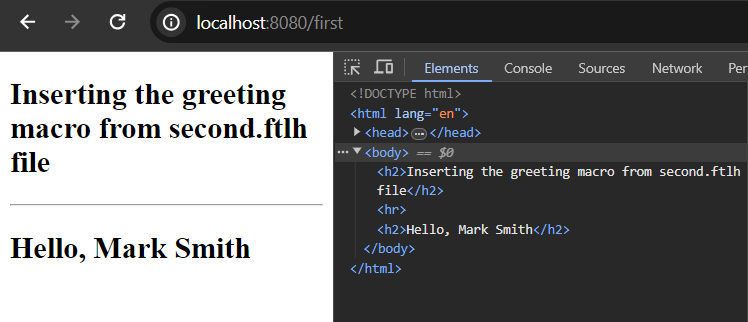 localhost:8080/first
Inserting the greeting
macro from second.ftlh
file
Hello, Mark Smith
Elements Console Sources Network Per
<!DOCTYPE html>
<html lang="en">
<head>…</head>
<body> == $0
<h2>Inserting the greeting macro from second.ftlh
file</h2>
<hr>
<h2>Hello, Mark Smith</h2>
</body>
</html>